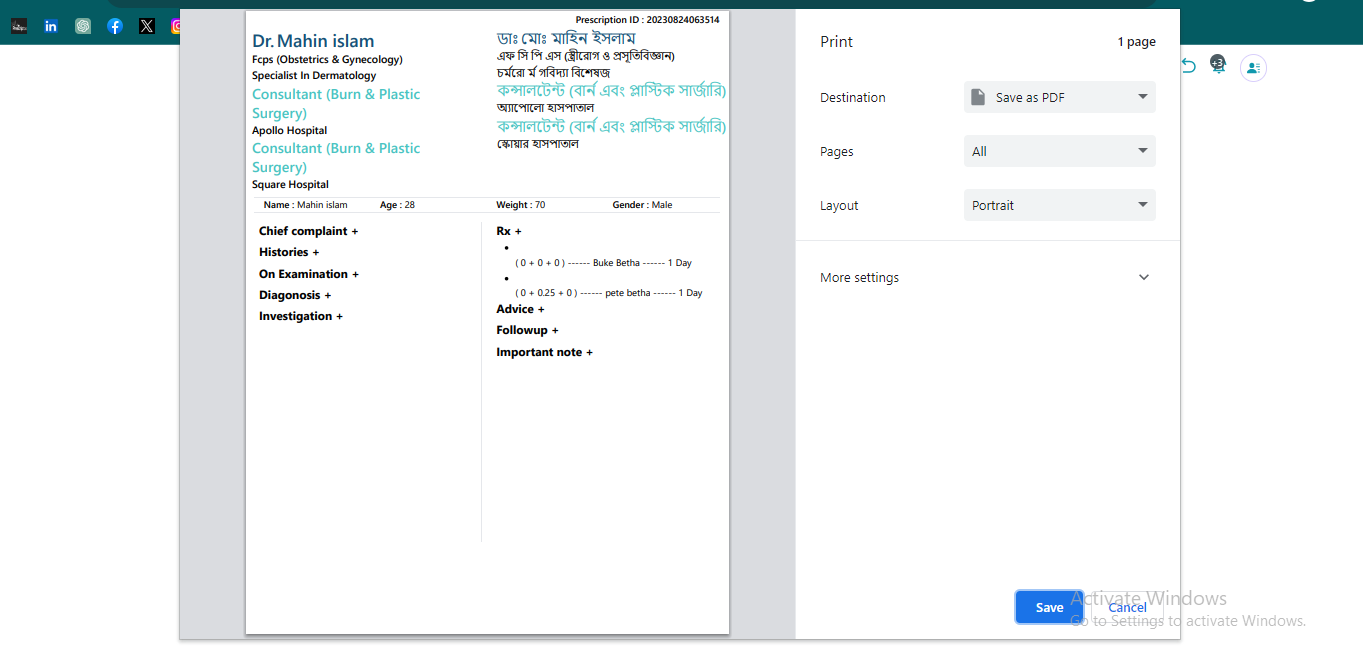 Prescription ID : 20230824063514
Dr. Mahin islam
Fcps (Obstetrics & Gynecology)
Specialist In Dermatology
Consultant (Burn & Plastic
Surgery)
Apollo Hospital
Consultant (Burn & Plastic
Surgery)
Square Hospital
ডাঃ মোঃ মাহিন ইসলাম
এফ সি পি এস (স্ত্রীরোগ ও প্রসূতিবিজ্ঞান)
চর্মরো র্ম গবিদ্যা বিশেষজ্ঞ
কন্সালটেন্ট (বার্ন এবং প্লাস্টিক সার্জারি)
অ্যাপোলো হাসপাতাল
কন্সালটেন্ট (বার্ন এবং প্লাস্টিক সার্জারি)
স্কোয়ার হাসপাতাল
Name : Mahin islam Age : 28 Weight : 70 Gender : Male
Chief complaint +
Histories +
On Examination +
Diagonosis +
Investigation +
Rx +
( 0 + 0 + 0 ) ------ Buke Betha ------ 1 Day
( 0 + 0.25 + 0 ) ------ pete betha ------ 1 Day
Advice +
Followup +
Important note +
Print 1 page
Destination Save as PDF
Pages All
Layout Portrait
More settings
Save Cancel
+3
Activate Windows
Go to Settings to activate Windows.